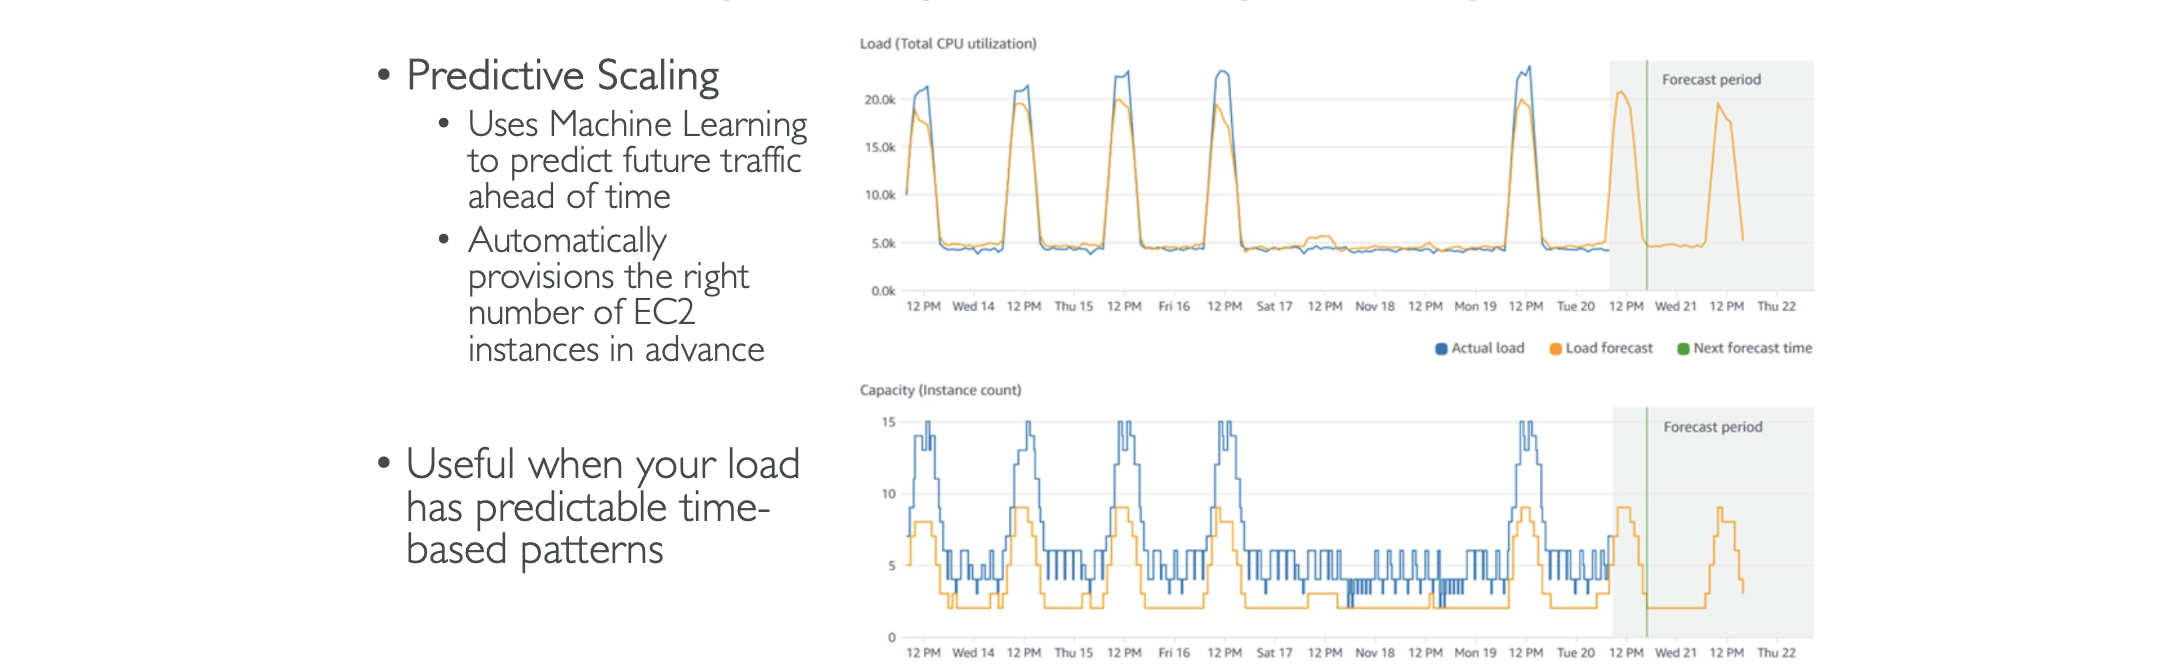 • Predictive Scaling
• Uses Machine Learning
to predict future traffic
ahead of time
• Automatically
provisions the right
number of EC2
instances in advance
• Useful when your load
has predictable time-
based patterns
Load (Total CPU utilization)
Forecast period
20.0k
15.0k
10.0k
5.0k
0.0k
12 PM Wed 14 12 PM Thu 15 12 PM Fri 16 12 PM Sat 17 12 PM Nov 18 12 PM Mon 19 12 PM Tue 20 12 PM Wed 21 12 PM Thu 22
Actual load Load forecast Next forecast time
Capacity (Instance count)
Forecast period
15
10
5
0
12 PM Wed 14 12 PM Thu 15 12 PM Fri 16 12 PM Sat 17 12 PM Nov 18 12 PM Mon 19 12 PM Tue 20 12 PM Wed 21 12 PM Thu 22